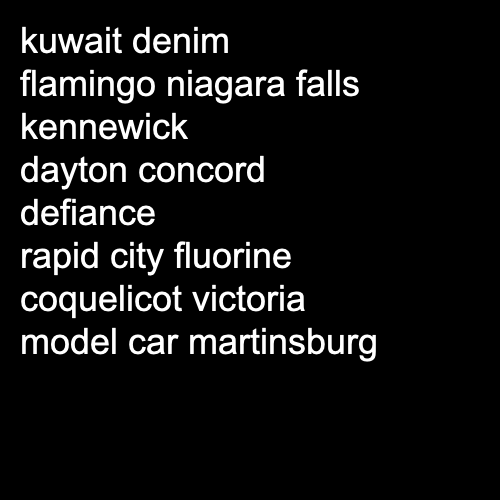 kuwait denim
flamingo niagara falls
kennewick
dayton concord
defiance
rapid city fluorine
coquelicot victoria
model car martinsburg